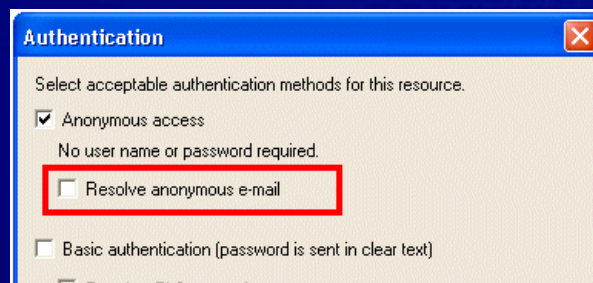 Authentication
Select acceptable authentication methods for this resource.
Anonymous access
No user name or password required.
Resolve anonymous e-mail
Basic authentication (password is sent in clear text)